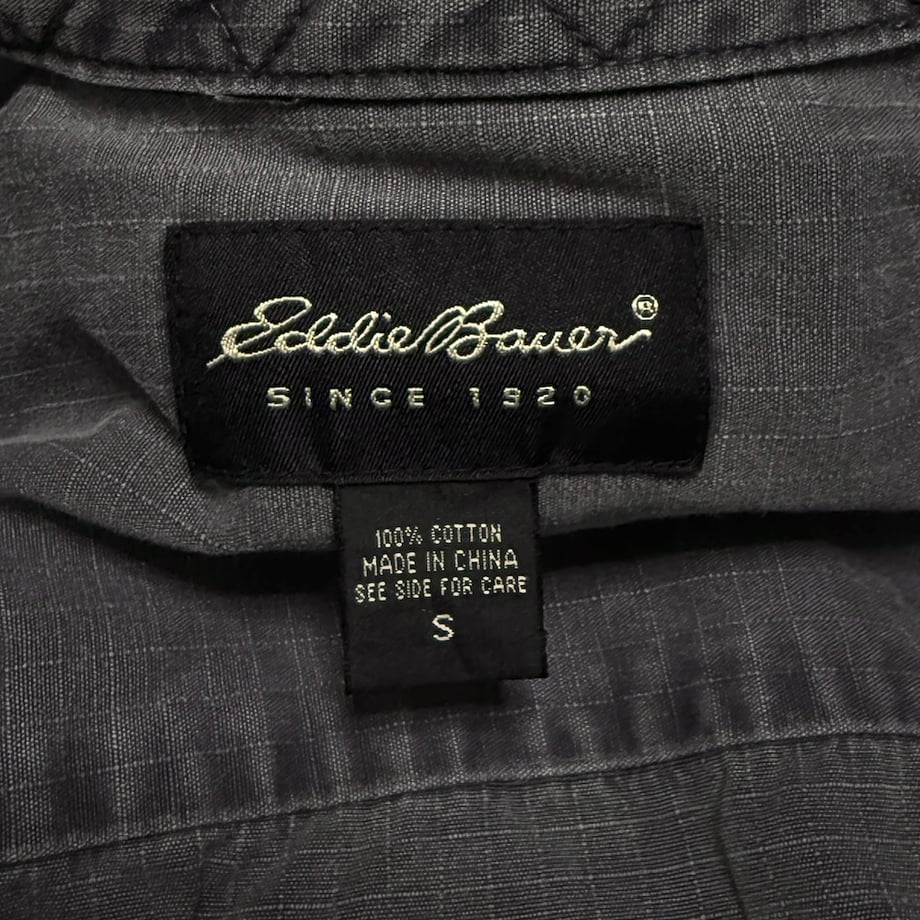 Eddie Bauer®
SINCE 1920
100% COTTON
MADE IN CHINA
SEE SIDE FOR CARE
S